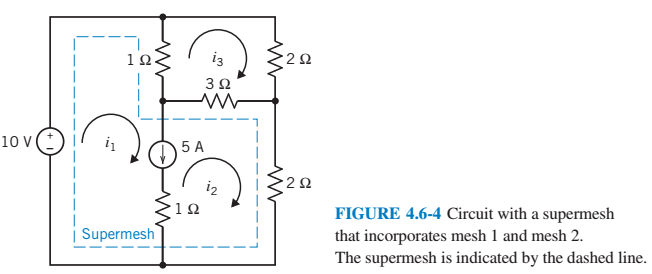 1 Ω
i3
2 Ω
3 Ω
10 V
+
−
i1
5 A
i2
2 Ω
1 Ω
Supermesh
FIGURE 4.6-4 Circuit with a supermesh
that incorporates mesh 1 and mesh 2.
The supermesh is indicated by the dashed line.